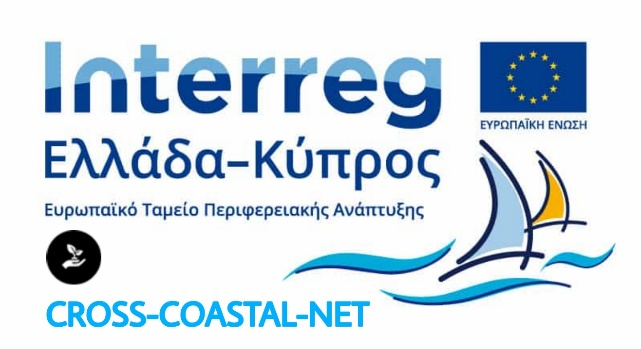 Interreg
ΕΥΡΩΠΑΪΚΗ ΕΝΩΣΗ
Ελλάδα–Κύπρος
Ευρωπαϊκό Ταμείο Περιφερειακής Ανάπτυξης
CROSS-COASTAL-NET